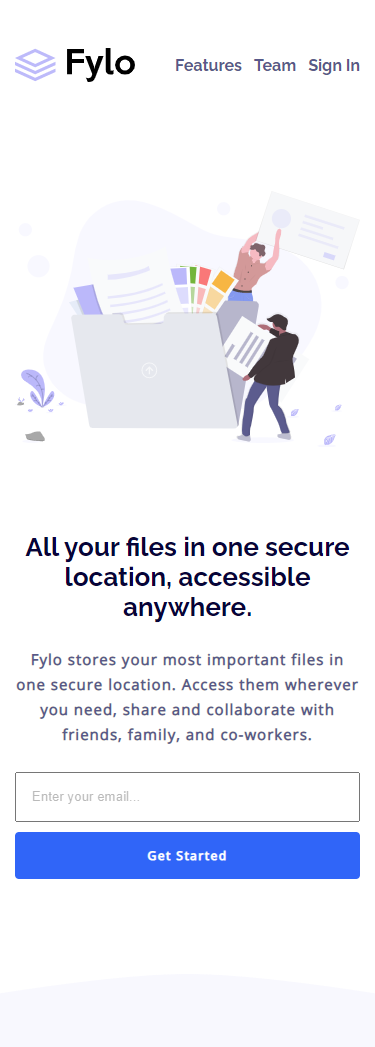 Fylo
Features Team Sign In
All your files in one secure
location, accessible
anywhere.
Fylo stores your most important files in
one secure location. Access them wherever
you need, share and collaborate with
friends, family, and co-workers.
Enter your email...
Get Started